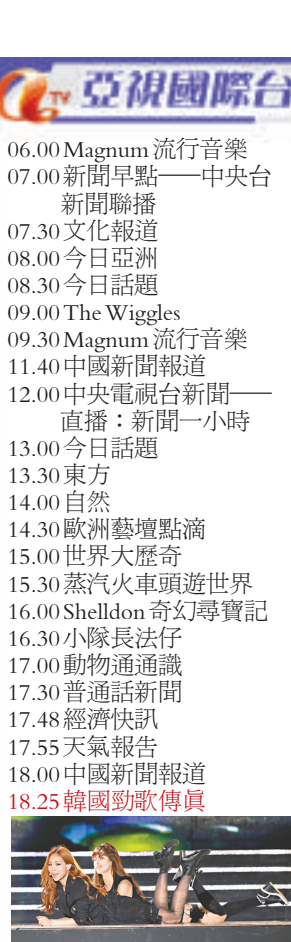 TV 亞視國際台
06.00 Magnum 流行音樂
07.00 新聞早點──中央台
新聞聯播
07.30 文化報道
08.00 今日亞洲
08.30 今日話題
09.00 The Wiggles
09.30 Magnum 流行音樂
11.40 中國新聞報道
12.00 中央電視台新聞──
直播：新聞一小時
13.00 今日話題
13.30 東方
14.00 自然
14.30 歐洲藝壇點滴
15.00 世界大歷奇
15.30 蒸汽火車頭遊世界
16.00 Shelldon 奇幻尋寶記
16.30 小隊長法仔
17.00 動物通通識
17.30 普通話新聞
17.48 經濟快訊
17.55 天氣報告
18.00 中國新聞報道
18.25 韓國勁歌傳眞